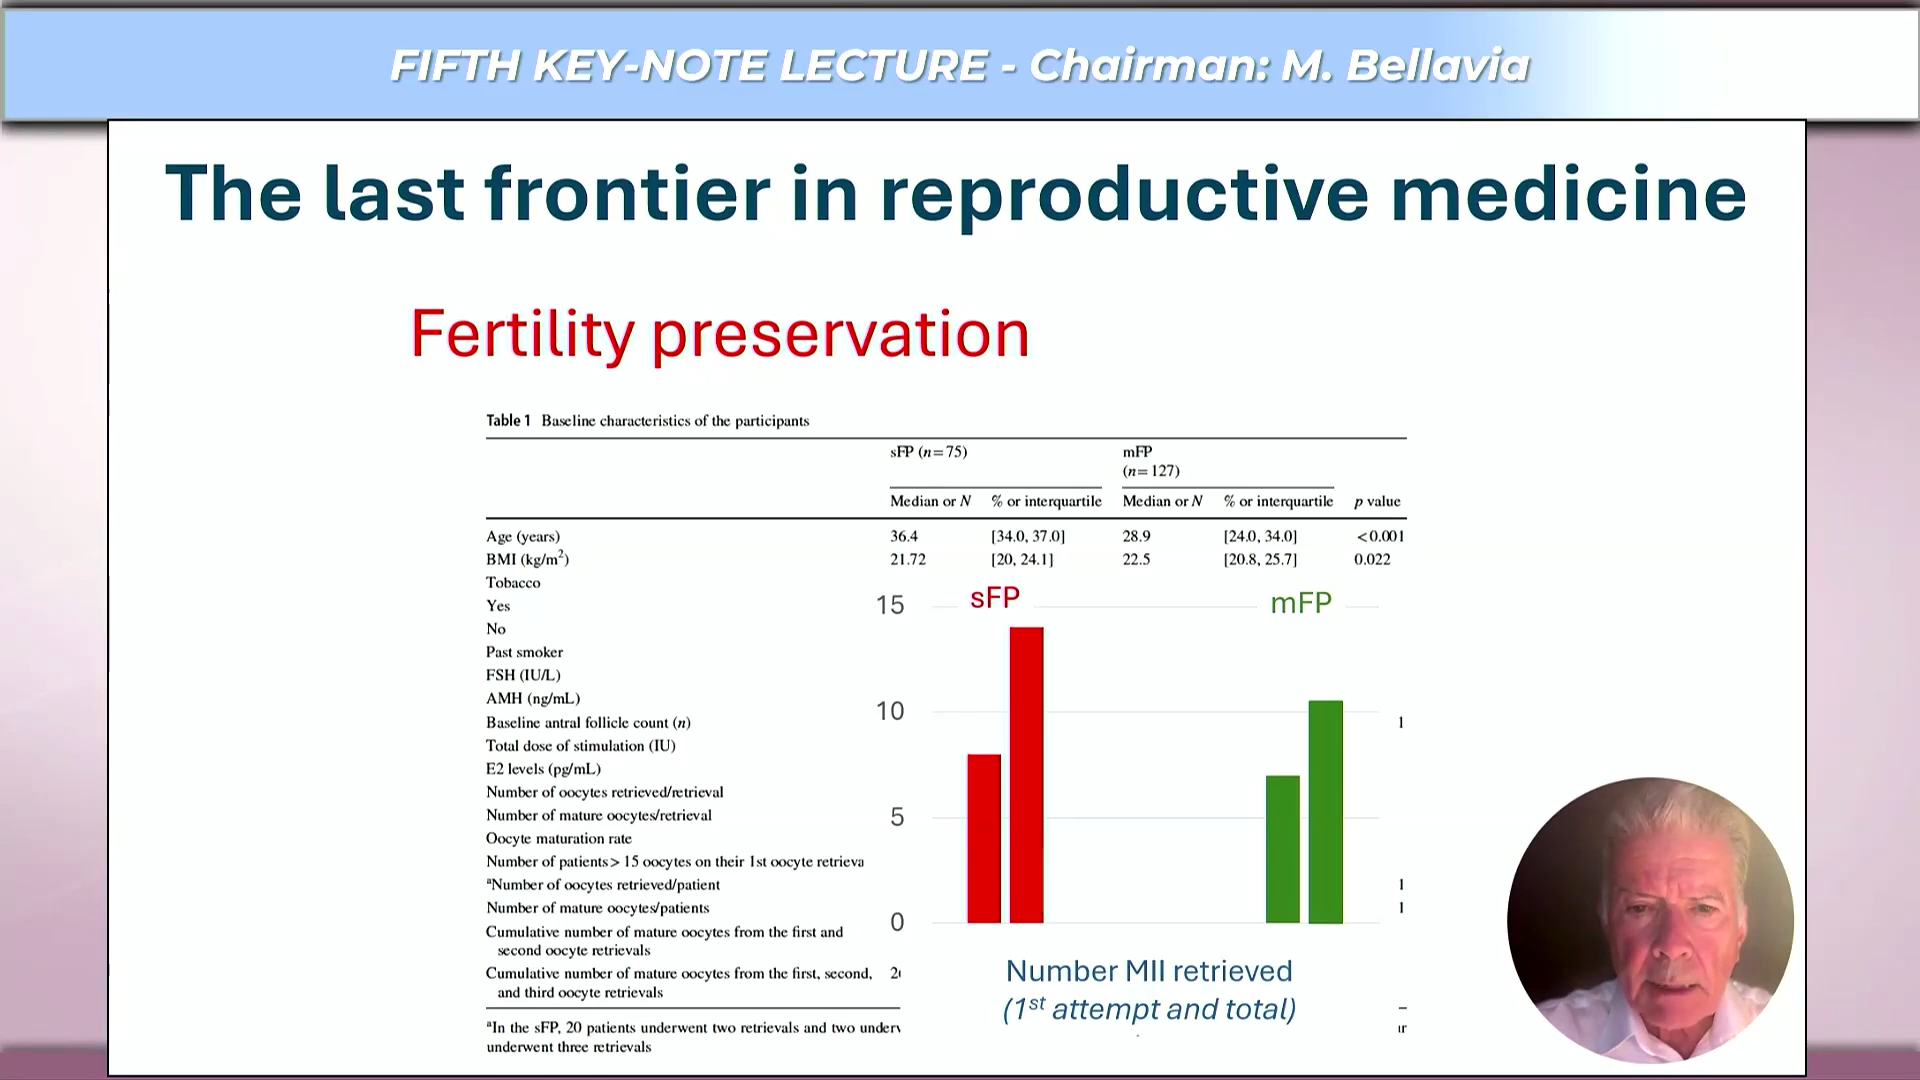 FIFTH KEY-NOTE LECTURE - Chairman: M. Bellavia
The last frontier in reproductive medicine
Fertility preservation
Table 1 Baseline characteristics of the participants
sFP (n=75) mFP
(n=127)
Median or N % or interquartile Median or N % or interquartile p value
Age (years) 36.4 [34.0, 37.0] 28.9 [24.0, 34.0] <0.001
BMI (kg/m²) 21.72 [20, 24.1] 22.5 [20.8, 25.7] 0.022
Tobacco
Yes
No
Past smoker
FSH (IU/L)
AMH (ng/mL)
Baseline antral follicle count (n) 1
Total dose of stimulation (IU)
E2 levels (pg/mL)
Number of oocytes retrieved/retrieval
Number of mature oocytes/retrieval
Oocyte maturation rate
Number of patients> 15 oocytes on their 1st oocyte retrieva
ᵃNumber of oocytes retrieved/patient 1
Number of mature oocytes/patients 1
Cumulative number of mature oocytes from the first and
second oocyte retrievals
Cumulative number of mature oocytes from the first, second,
and third oocyte retrievals
ᵃIn the sFP, 20 patients underwent two retrievals and two
underwent three retrievals
sFP
mFP
15
10
5
0
Number MII retrieved
(1st attempt and total)